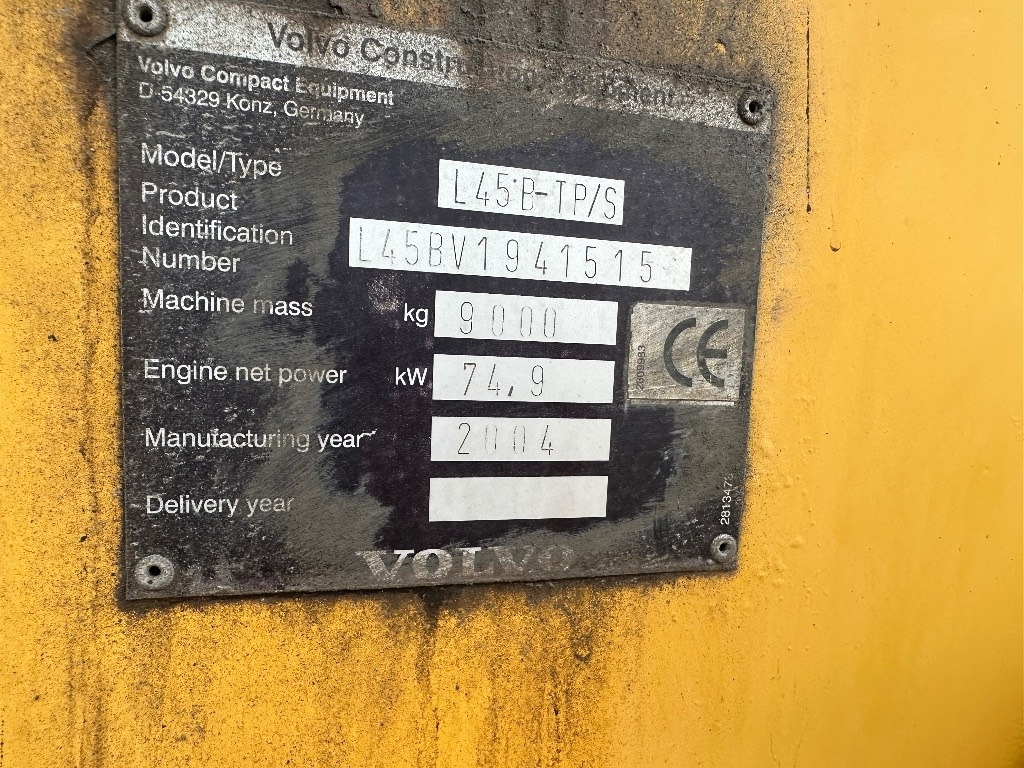 Volvo Construction Equipment
Volvo Compact Equipment
D-54329 Konz, Germany
Model/Type L45B-TP/S
Product
Identification
Number L45BV1941515
Machine mass kg 9000
Engine net power kW 74,9
CE
Manufacturing year 2004
Delivery year
VOLVO